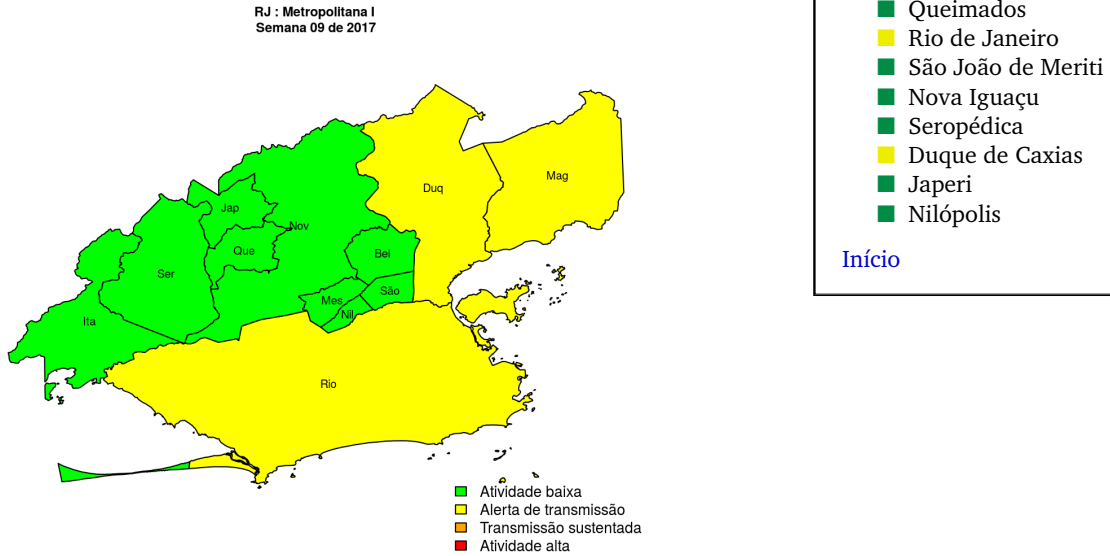 RJ : Metropolitana I
Semana 09 de 2017
Duq
Mag
Jap
Nov
Que
Bel
Ser
São
Mes
Nil
Ita
Rio
Atividade baixa
Alerta de transmissão
Transmissão sustentada
Atividade alta
Queimados
Rio de Janeiro
São João de Meriti
Nova Iguaçu
Seropédica
Duque de Caxias
Japeri
Nilópolis
Início